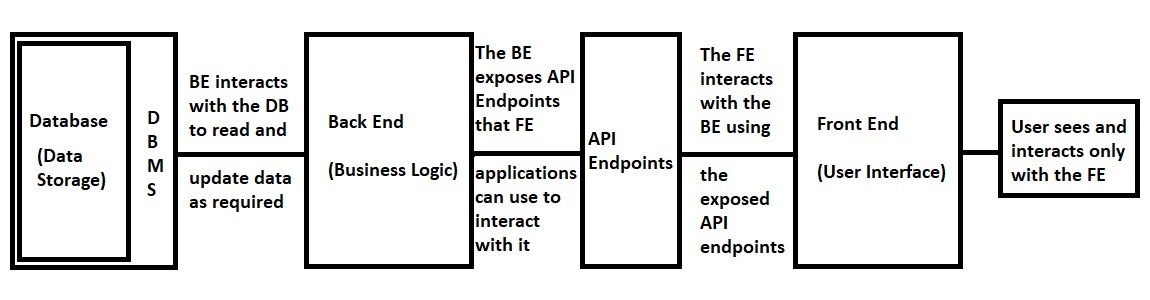 Database
(Data
Storage)
D
B
M
S
BE interacts
with the DB
to read and
update data
as required
Back End
(Business Logic)
The BE
exposes API
Endpoints
that FE
applications
can use to
interact
with it
API
Endpoints
The FE
interacts
with the
BE using
the
exposed
API
endpoints
Front End
(User Interface)
User sees and
interacts only
with the FE